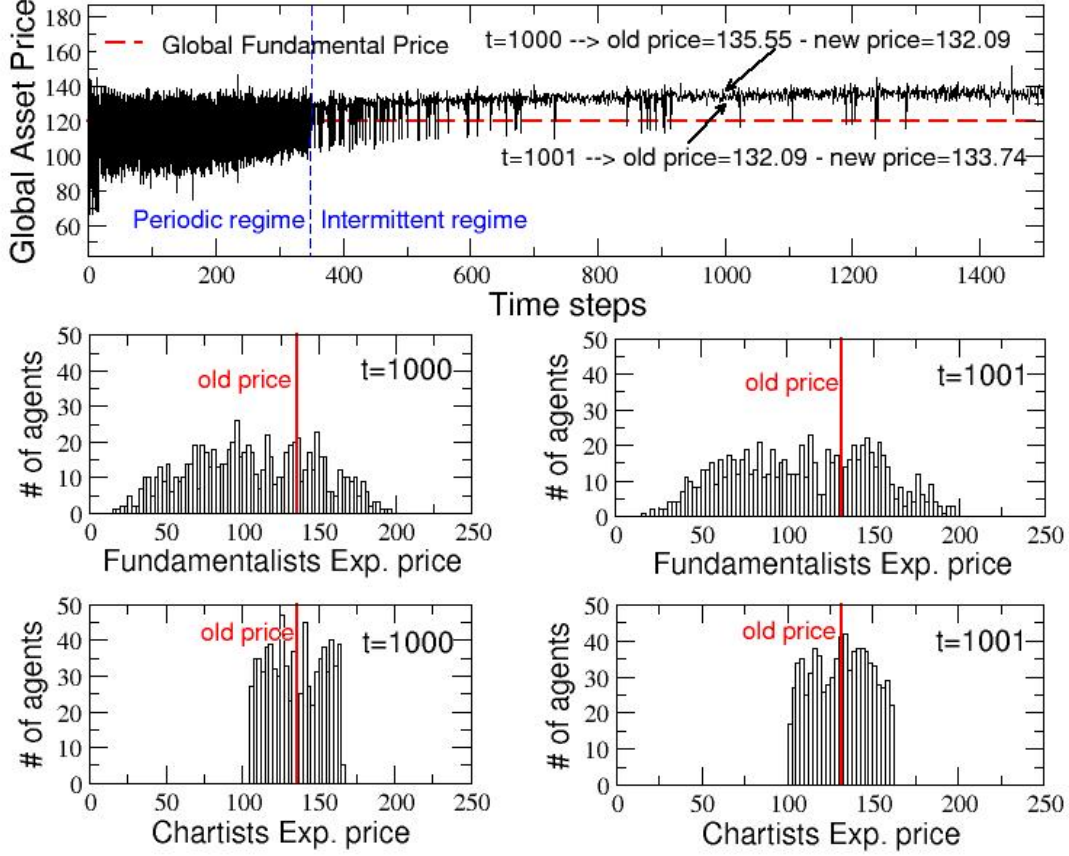 180
160
140
120
100
80
60
Global Asset Price
Global Fundamental Price
t=1000 --> old price=135.55 - new price=132.09
t=1001 --> old price=132.09 - new price=133.74
Periodic regime
Intermittent regime
0 200 400 600 800 1000 1200 1400
Time steps
50
40
30
20
10
0
# of agents
old price
t=1000
0 50 100 150 200 250
Fundamentalists Exp. price
50
40
30
20
10
0
# of agents
old price
t=1001
0 50 100 150 200 250
Fundamentalists Exp. price
50
40
30
20
10
0
# of agents
old price
t=1000
0 50 100 150 200 250
Chartists Exp. price
50
40
30
20
10
0
# of agents
old price
t=1001
0 50 100 150 200 250
Chartists Exp. price